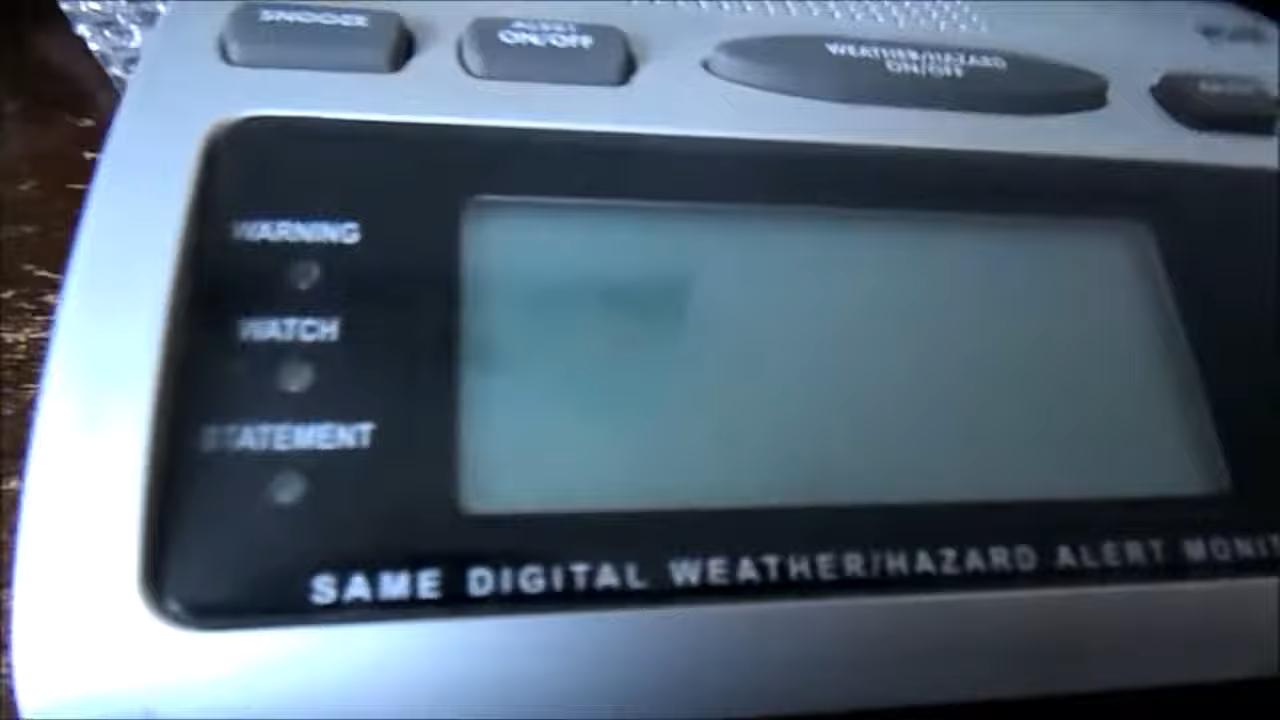 SNOOZE
ALERT
ON/OFF
WEATHER/HAZARD
ON/OFF
WARNING
WATCH
STATEMENT
SAME DIGITAL WEATHER/HAZARD ALERT MONIT